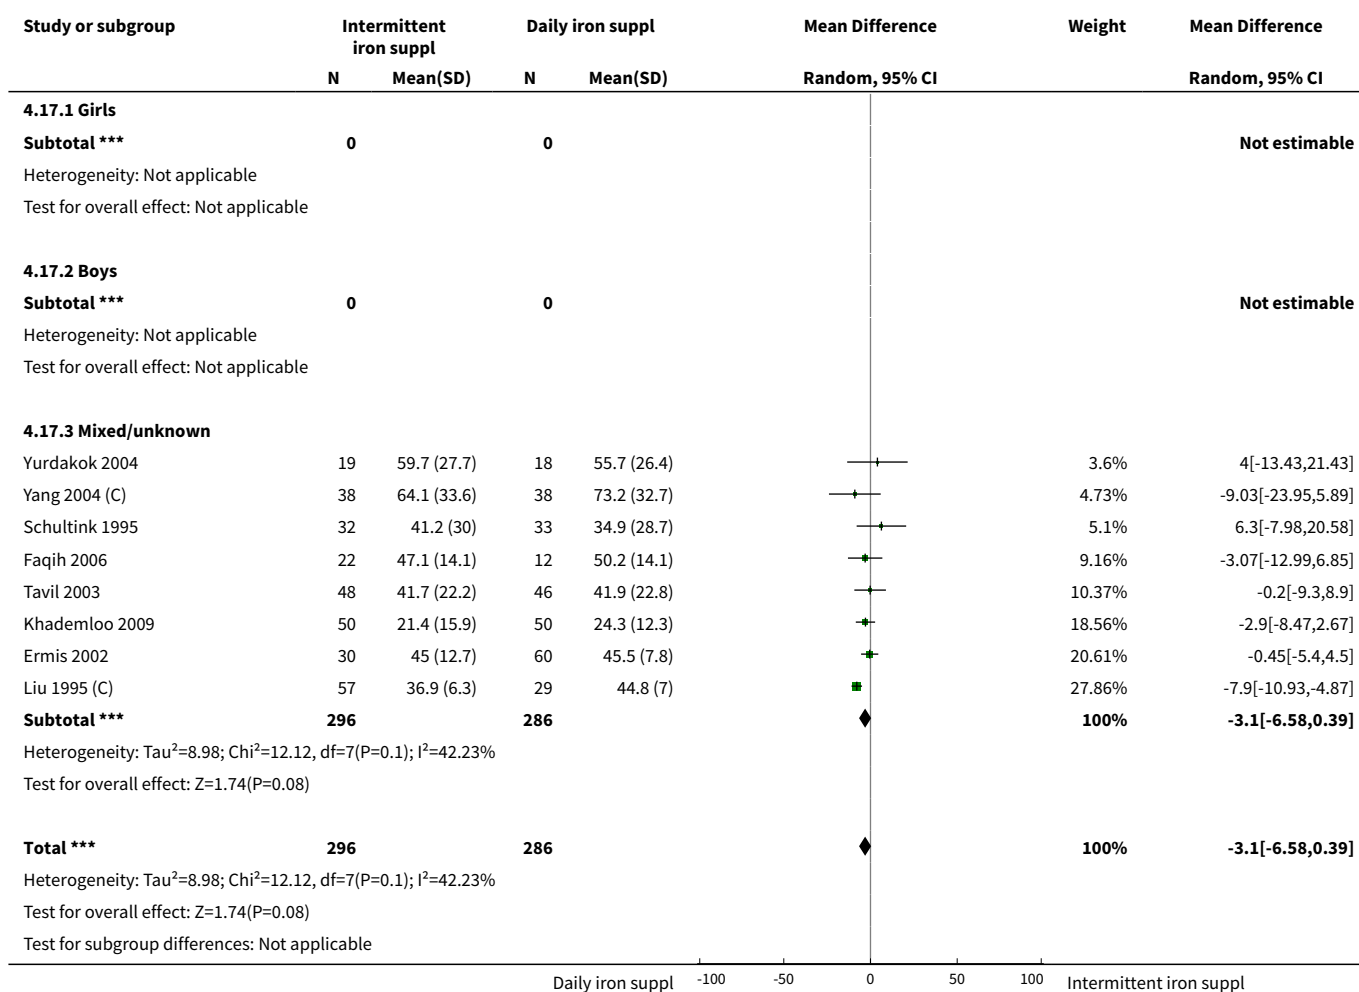 Study or subgroup Intermittent iron suppl Daily iron suppl Mean Difference Weight Mean Difference
N Mean(SD) N Mean(SD) Random, 95% CI Random, 95% CI
4.17.1 Girls
Subtotal *** 0 0 Not estimable
Heterogeneity: Not applicable
Test for overall effect: Not applicable
4.17.2 Boys
Subtotal *** 0 0 Not estimable
Heterogeneity: Not applicable
Test for overall effect: Not applicable
4.17.3 Mixed/unknown
Yurdakok 2004 19 59.7 (27.7) 18 55.7 (26.4) 3.6% 4[-13.43,21.43]
Yang 2004 (C) 38 64.1 (33.6) 38 73.2 (32.7) 4.73% -9.03[-23.95,5.89]
Schultink 1995 32 41.2 (30) 33 34.9 (28.7) 5.1% 6.3[-7.98,20.58]
Faqih 2006 22 47.1 (14.1) 12 50.2 (14.1) 9.16% -3.07[-12.99,6.85]
Tavil 2003 48 41.7 (22.2) 46 41.9 (22.8) 10.37% -0.2[-9.3,8.9]
Khademloo 2009 50 21.4 (15.9) 50 24.3 (12.3) 18.56% -2.9[-8.47,2.67]
Ermis 2002 30 45 (12.7) 60 45.5 (7.8) 20.61% -0.45[-5.4,4.5]
Liu 1995 (C) 57 36.9 (6.3) 29 44.8 (7) 27.86% -7.9[-10.93,-4.87]
Subtotal *** 296 286 100% -3.1[-6.58,0.39]
Heterogeneity: Tau²=8.98; Chi²=12.12, df=7(P=0.1); I²=42.23%
Test for overall effect: Z=1.74(P=0.08)
Total *** 296 286 100% -3.1[-6.58,0.39]
Heterogeneity: Tau²=8.98; Chi²=12.12, df=7(P=0.1); I²=42.23%
Test for overall effect: Z=1.74(P=0.08)
Test for subgroup differences: Not applicable
Daily iron suppl -100 -50 0 50 100 Intermittent iron suppl